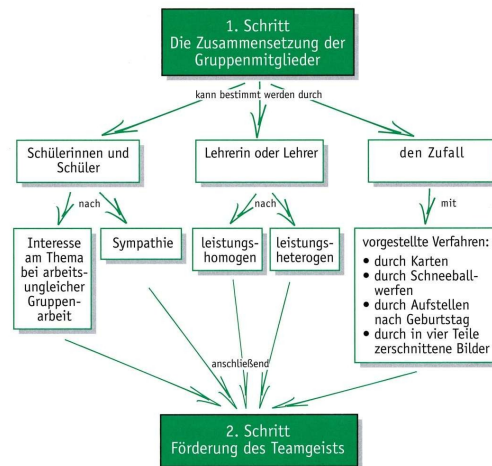 1. Schritt
Die Zusammensetzung der
Gruppenmitglieder
kann bestimmt werden durch
Schülerinnen und
Schüler
Lehrerin oder Lehrer
den Zufall
nach
nach
mit
Interesse
am Thema
bei arbeits-
ungleicher
Gruppen-
arbeit
Sympathie
leistungs-
homogen
leistungs-
heterogen
vorgestellte Verfahren:
• durch Karten
• durch Schneeball-
werfen
• durch Aufstellen
nach Geburtstag
• durch in vier Teile
zerschnittene Bilder
anschließend
2. Schritt
Förderung des Teamgeists